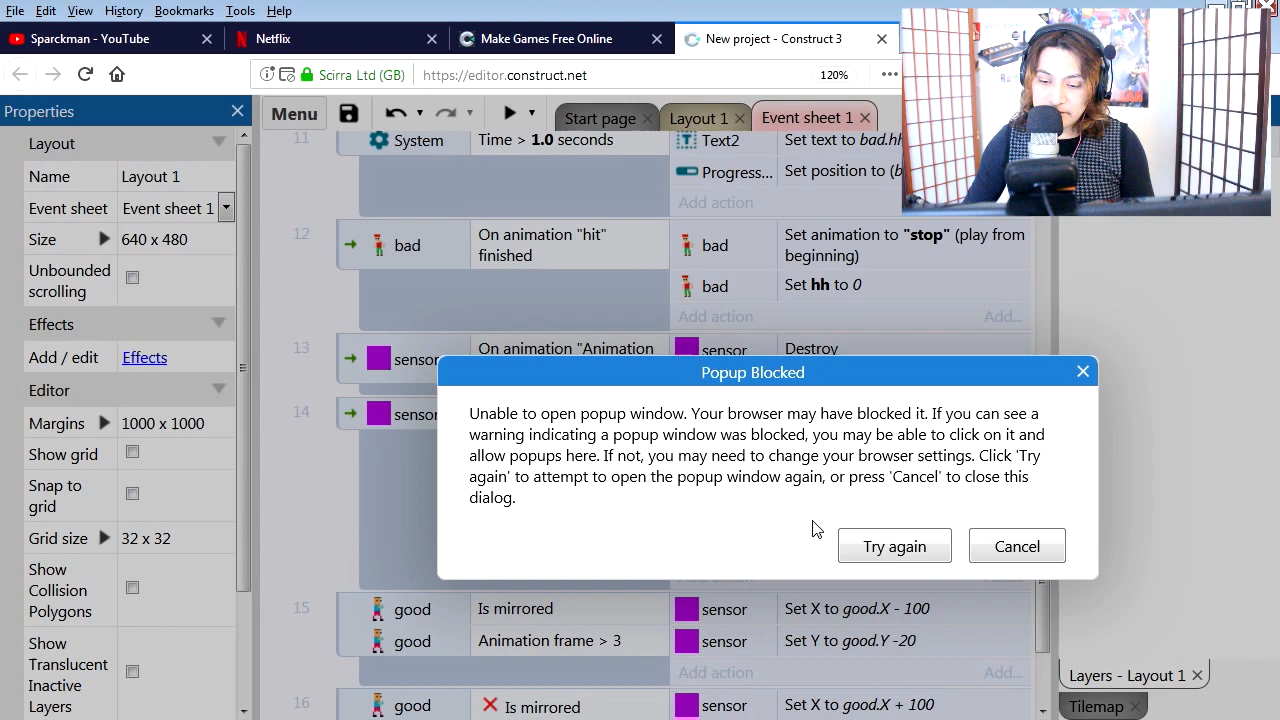 File Edit View History Bookmarks Tools Help
Sparckman - YouTube
Netflix
Make Games Free Online
New project - Construct 3
Scirra Ltd (GB) https://editor.construct.net 120%
Properties
Menu
Start page
Layout 1
Event sheet 1
Layout
Name Layout 1
Event sheet Event sheet 1
Size 640 x 480
Unbounded
scrolling
Effects
Add / edit Effects
Editor
Margins 1000 x 1000
Show grid
Snap to
grid
Grid size 32 x 32
Show
Collision
Polygons
Show
Translucent
Inactive
Layers
11 System Time > 1.0 seconds Text2 Set text to bad.hh
Progress... Set position to (b
Add action
12 bad On animation "hit"
finished
bad Set animation to "stop" (play from
beginning)
bad Set hh to 0
Add action Add...
13 sensor On animation "Animation sensor Destroy
14 sensor
Popup Blocked
Unable to open popup window. Your browser may have blocked it. If you can see a
warning indicating a popup window was blocked, you may be able to click on it and
allow popups here. If not, you may need to change your browser settings. Click 'Try
again' to attempt to open the popup window again, or press 'Cancel' to close this
dialog.
Try again Cancel
15 good Is mirrored sensor Set X to good.X - 100
good Animation frame > 3 sensor Set Y to good.Y -20
Add action Add...
16 good Is mirrored sensor Set X to good.X + 100
Layers - Layout 1
Tilemap